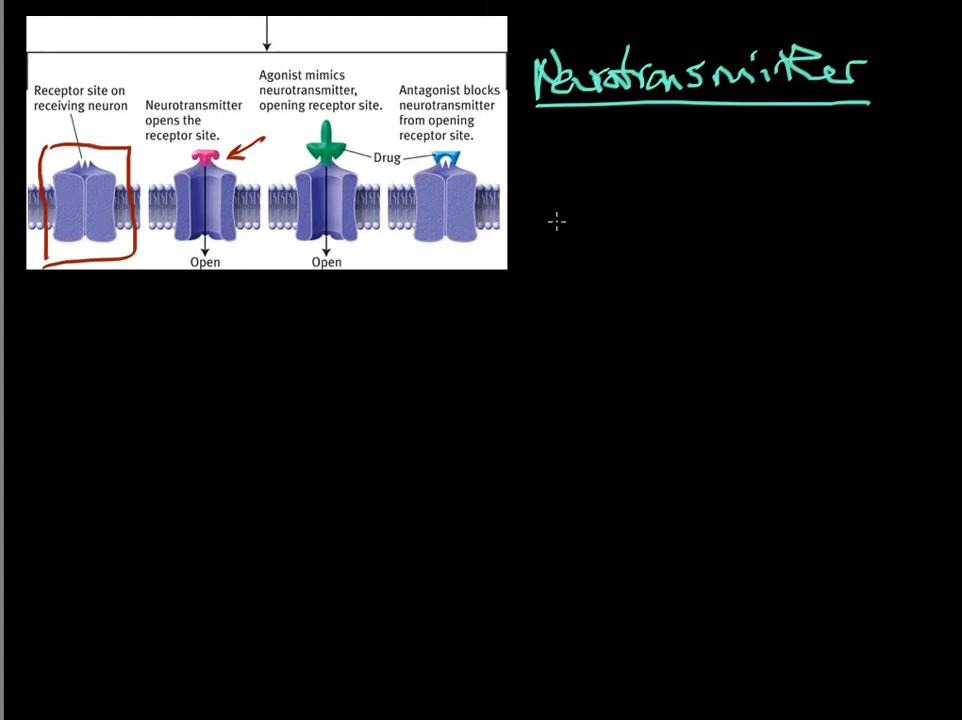 Neurotransmitter
Receptor site on
receiving neuron
Neurotransmitter
opens the
receptor site.
Agonist mimics
neurotransmitter,
opening receptor site.
Antagonist blocks
neurotransmitter
from opening
receptor site.
Drug
Open
Open